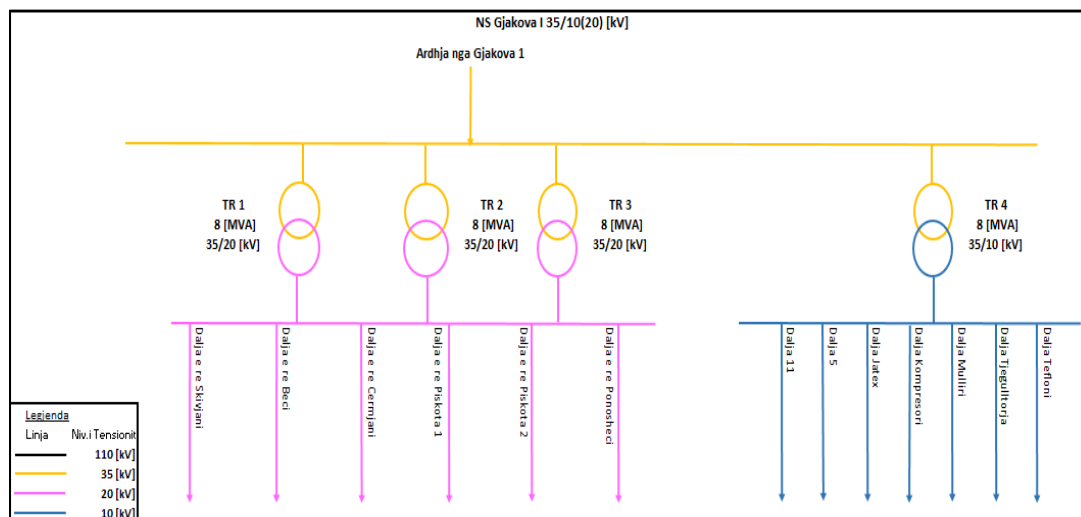 NS Gjakova I 35/10(20) [kV]
Ardhja nga Gjakova 1
TR 1
8 [MVA]
35/20 [kV]
TR 2
8 [MVA]
35/20 [kV]
TR 3
8 [MVA]
35/20 [kV]
TR 4
8 [MVA]
35/10 [kV]
Dalja e re Skivjani
Dalja e re Beci
Dalja e re Cermjani
Dalja e re Piskota 1
Dalja e re Piskota 2
Dalja e re Ponosheci
Dalja 11
Dalja 5
Dalja Jatex
Dalja Kompresori
Dalja Mulliri
Dalja Tjegulltorja
Dalja Tefloni
Legjenda
Linja Niv.i Tensionit
110 [kV]
35 [kV]
20 [kV]
10 [kV]